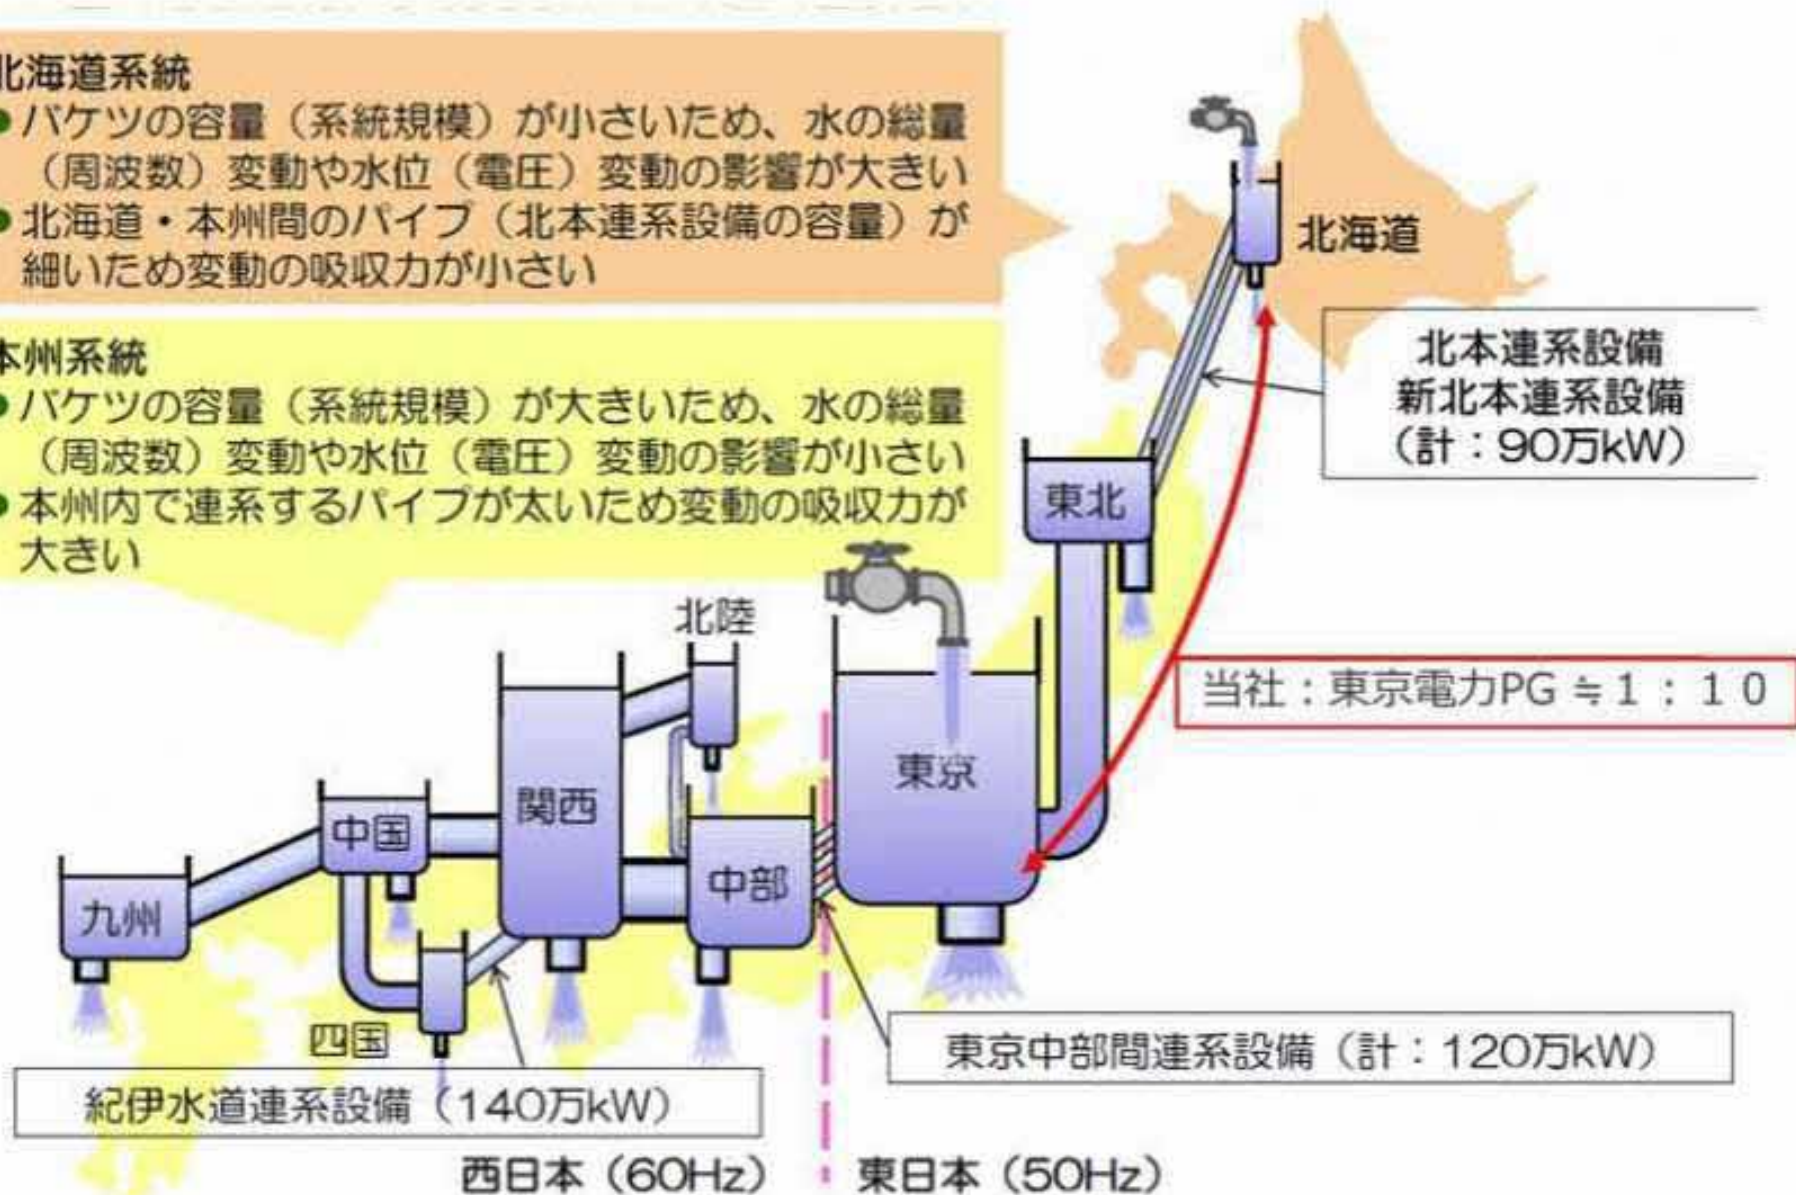 北海道系統
●バケツの容量（系統規模）が小さいため、水の総量
（周波数）変動や水位（電圧）変動の影響が大きい
●北海道・本州間のパイプ（北本連系設備の容量）が
細いため変動の吸収力が小さい
本州系統
●バケツの容量（系統規模）が大きいため、水の総量
（周波数）変動や水位（電圧）変動の影響が小さい
●本州内で連系するパイプが太いため変動の吸収力が
大きい
北海道
北本連系設備
新北本連系設備
（計：90万kW）
東北
当社：東京電力PG ≒１：１０
北陸
東京
関西
中国
中部
九州
四国
東京中部間連系設備（計：120万kW）
紀伊水道連系設備（140万kW）
西日本（60Hz）
東日本（50Hz）